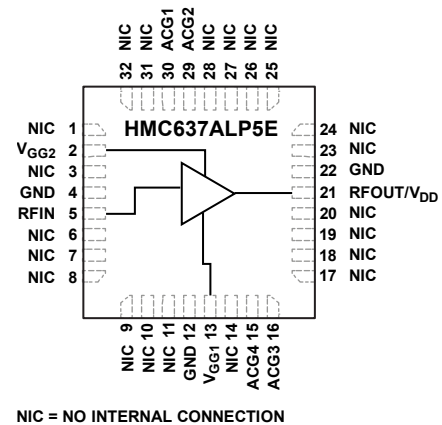 32 NIC
31 NIC
30 ACG1
29 ACG2
28 NIC
27 NIC
26 NIC
25 NIC
HMC637ALP5E
NIC 1
VGG2 2
NIC 3
GND 4
RFIN 5
NIC 6
NIC 7
NIC 8
24 NIC
23 NIC
22 GND
21 RFOUT/VDD
20 NIC
19 NIC
18 NIC
17 NIC
NIC 9
NIC 10
NIC 11
GND 12
VGG1 13
NIC 14
ACG4 15
ACG3 16
NIC = NO INTERNAL CONNECTION